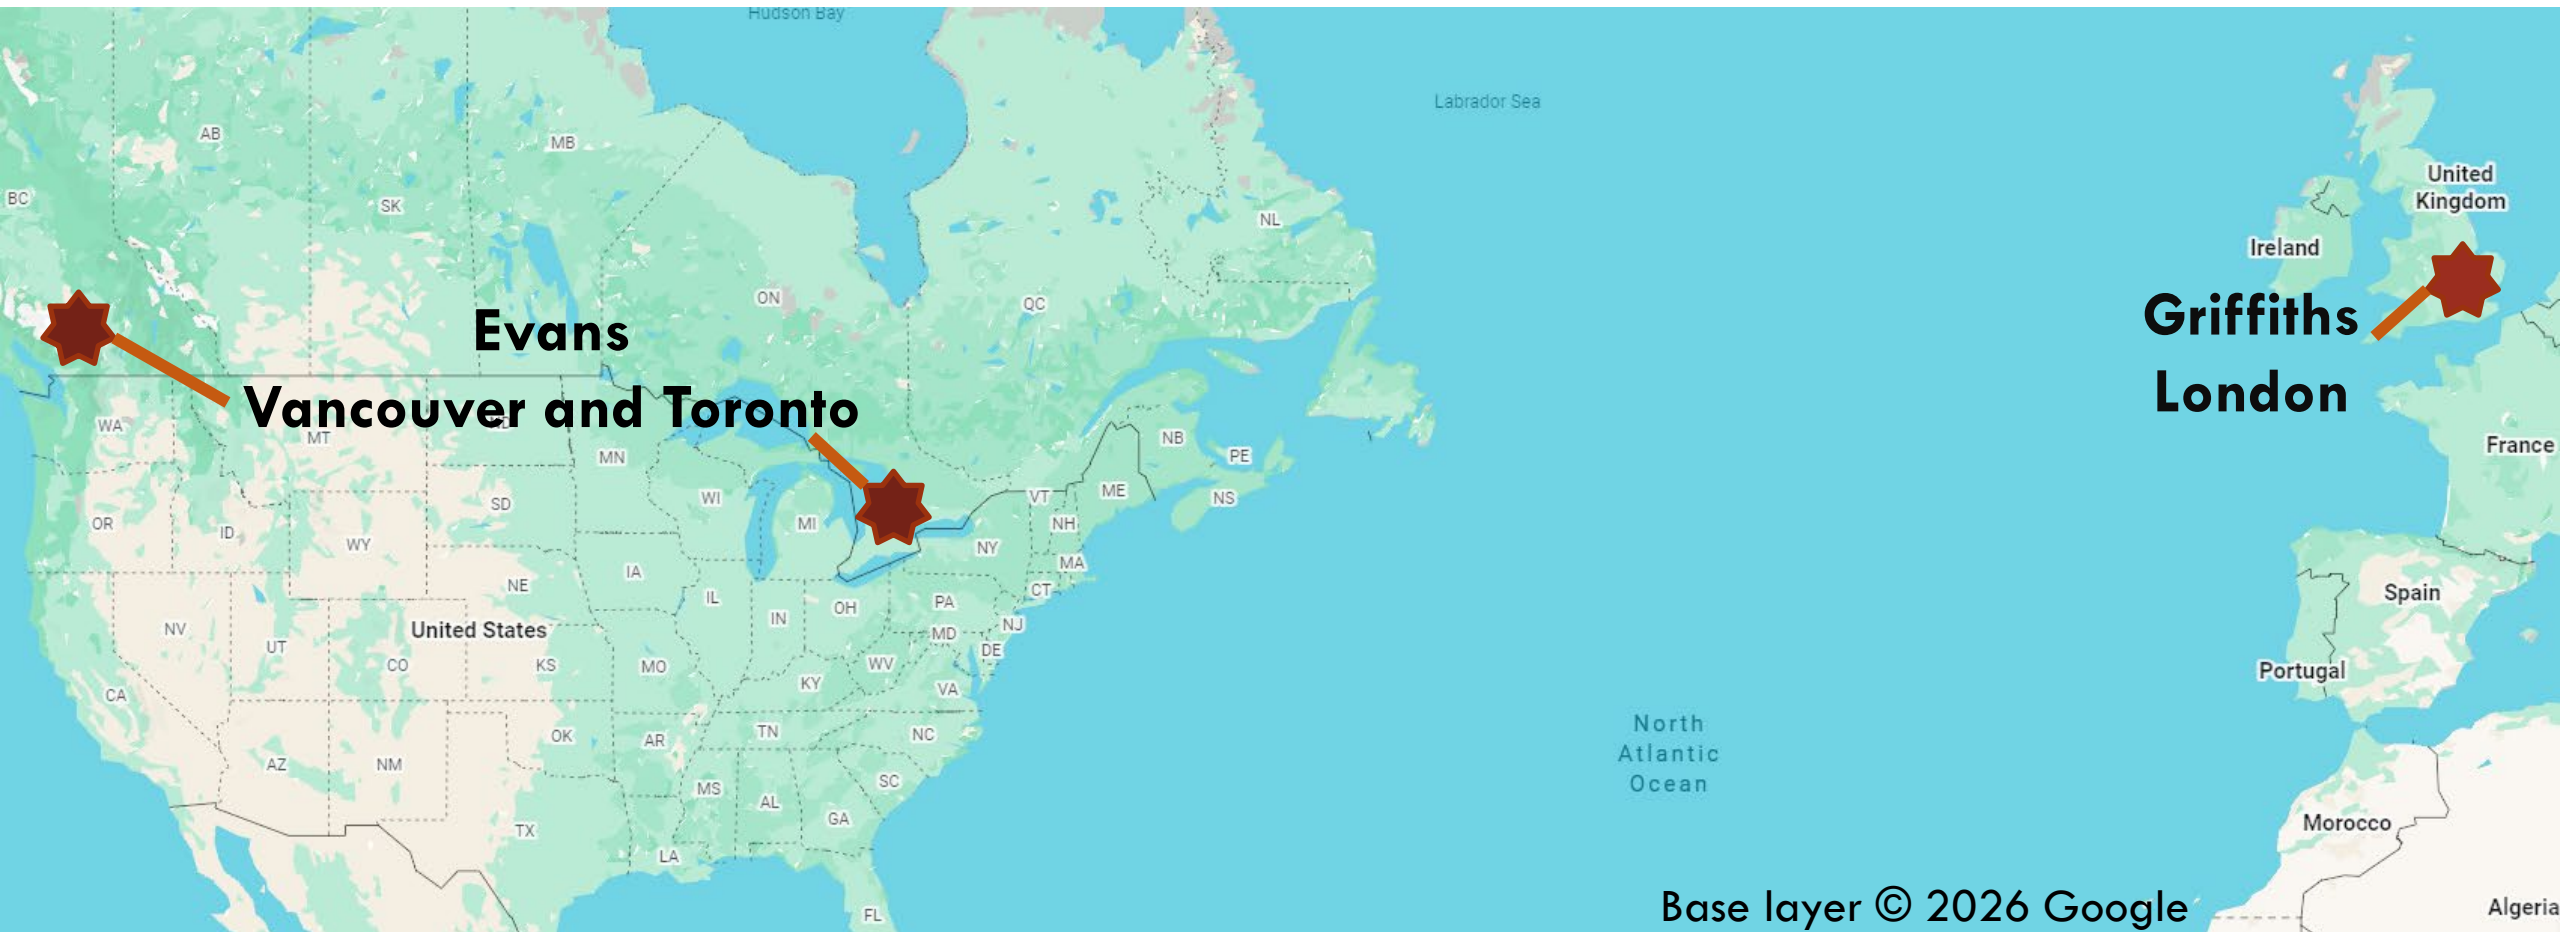 Hudson Bay
Labrador Sea
AB
MB
BC
SK
United
Kingdom
NL
Ireland
ON
QC
Evans
Griffiths
Vancouver and Toronto
London
WA
MT
MN
NB
PE
France
WI
SD
MI
VT
ME
NS
OR
ID
WY
NH
NY
MA
IA
NE
CT
IL
IN
OH
PA
Spain
NV
United States
NJ
MD
UT
DE
CO
KS
MO
WV
KY
VA
Portugal
CA
TN
NC
OK
AR
AZ
NM
SC
MS
AL
GA
North
Atlantic
Ocean
TX
Morocco
LA
FL
Base layer © 2026 Google
Algeria